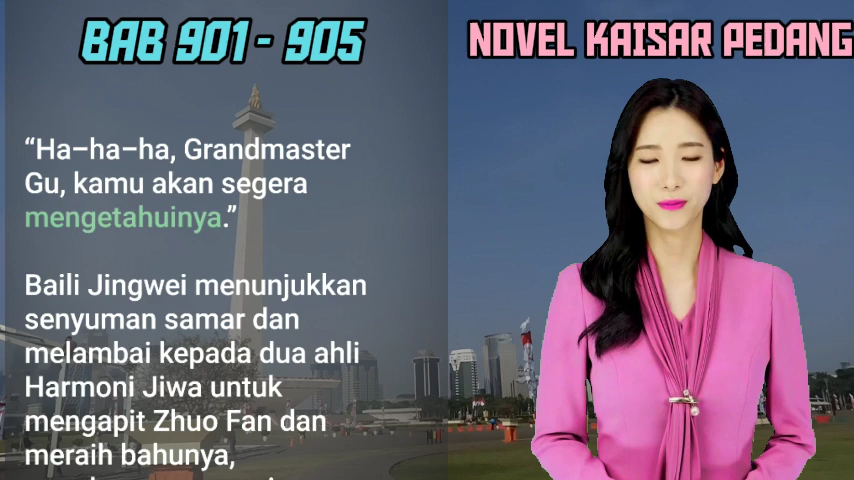 BAB 901 - 905
NOVEL KAISAR PEDANG
“Ha–ha–ha, Grandmaster
Gu, kamu akan segera
mengetahuinya.”
Baili Jingwei menunjukkan
senyuman samar dan
melambai kepada dua ahli
Harmoni Jiwa untuk
mengapit Zhuo Fan dan
meraih bahunya,